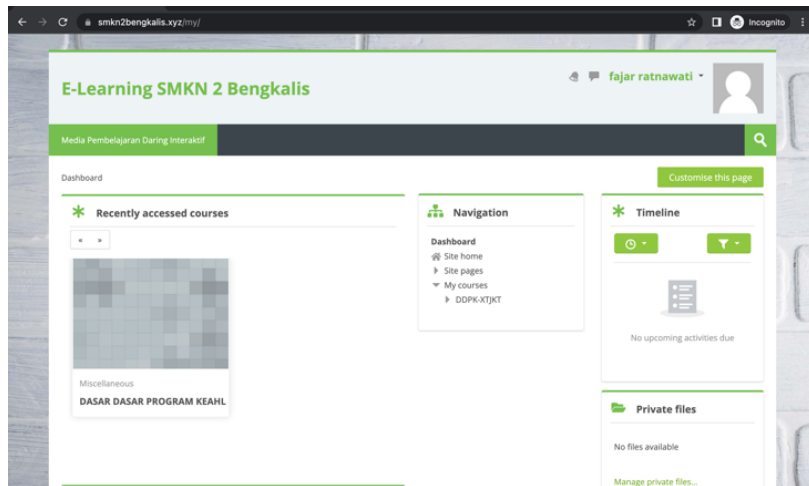 smkn2bengkalis.xyz/my/
Incognito
E-Learning SMKN 2 Bengkalis
fajar ratnawati
Media Pembelajaran Daring Interaktif
Dashboard
Customise this page
Recently accessed courses
« »
Miscellaneous
DASAR DASAR PROGRAM KEAHL
Navigation
Dashboard
Site home
Site pages
My courses
DDPK-XTJKT
Timeline
No upcoming activities due
Private files
No files available
Manage private files...